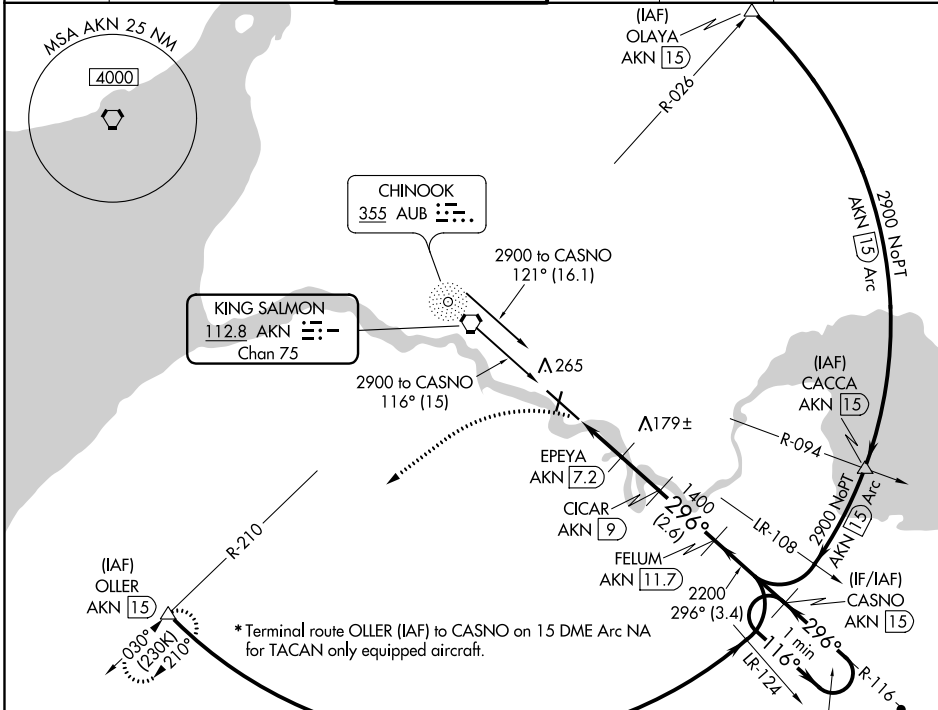 MSA AKN 25 NM
4000
(IAF)
OLAYA
AKN 15
R-026
2900 NoPT
AKN 15 Arc
CHINOOK
355 AUB
2900 to CASNO
121° (16.1)
KING SALMON
112.8 AKN
Chan 75
2900 to CASNO
116° (15)
265
179±
(IAF)
CACCA
AKN 15
R-094
EPEYA
AKN 7.2
CICAR
AKN 9
1400
296°
(2.6)
LR-108
2900 NoPT
AKN 15 Arc
FELUM
AKN 11.7
2200
296° (3.4)
(IF/IAF)
CASNO
AKN 15
R-210
(IAF)
OLLER
AKN 15
030°
(230K)
210°
* Terminal route OLLER (IAF) to CASNO on 15 DME Arc NA
for TACAN only equipped aircraft.
296°
1 min
116°
LR-124
R-116